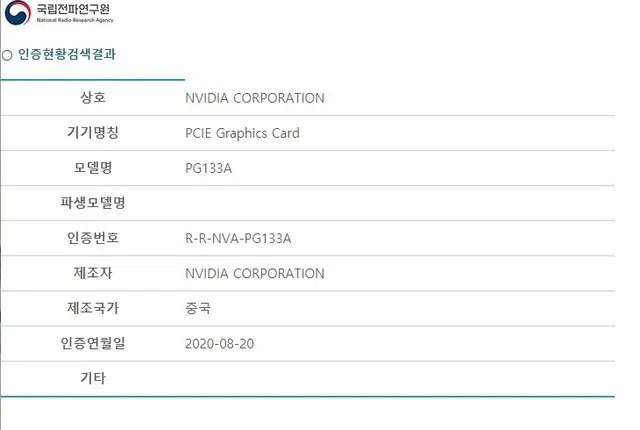 국립전파연구원
National Radio Research Agency
인증현황검색결과
상호 NVIDIA CORPORATION
기기명칭 PCIE Graphics Card
모델명 PG133A
파생모델명
인증번호 R-R-NVA-PG133A
제조자 NVIDIA CORPORATION
제조국가 중국
인증연월일 2020-08-20
기타